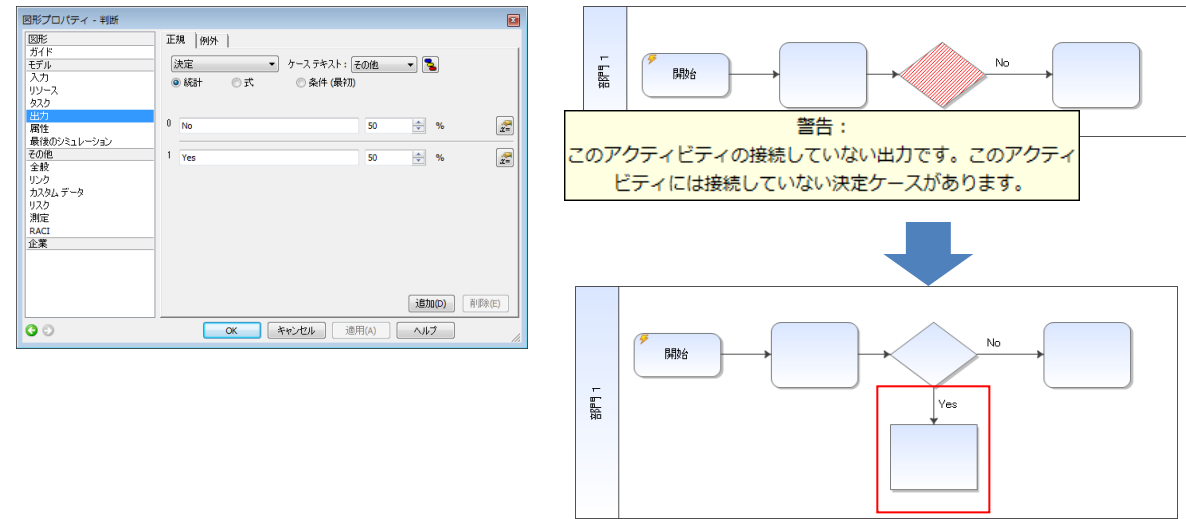 図形プロパティ - 判断
図形
ガイド
モデル
入力
リソース
タスク
出力
属性
最後のシミュレーション
その他
全般
リンク
カスタム データ
リスク
測定
RACI
企業
正規
例外
決定
ケース テキスト：
その他
統計
式
条件 (最初)
0 No 50 %
1 Yes 50 %
追加(D)
削除(E)
OK
キャンセル
適用(A)
ヘルプ
部門 1
開始
No
警告：
このアクティビティの接続していない出力です。このアクティ
ビティには接続していない決定ケースがあります。
部門 1
開始
No
Yes